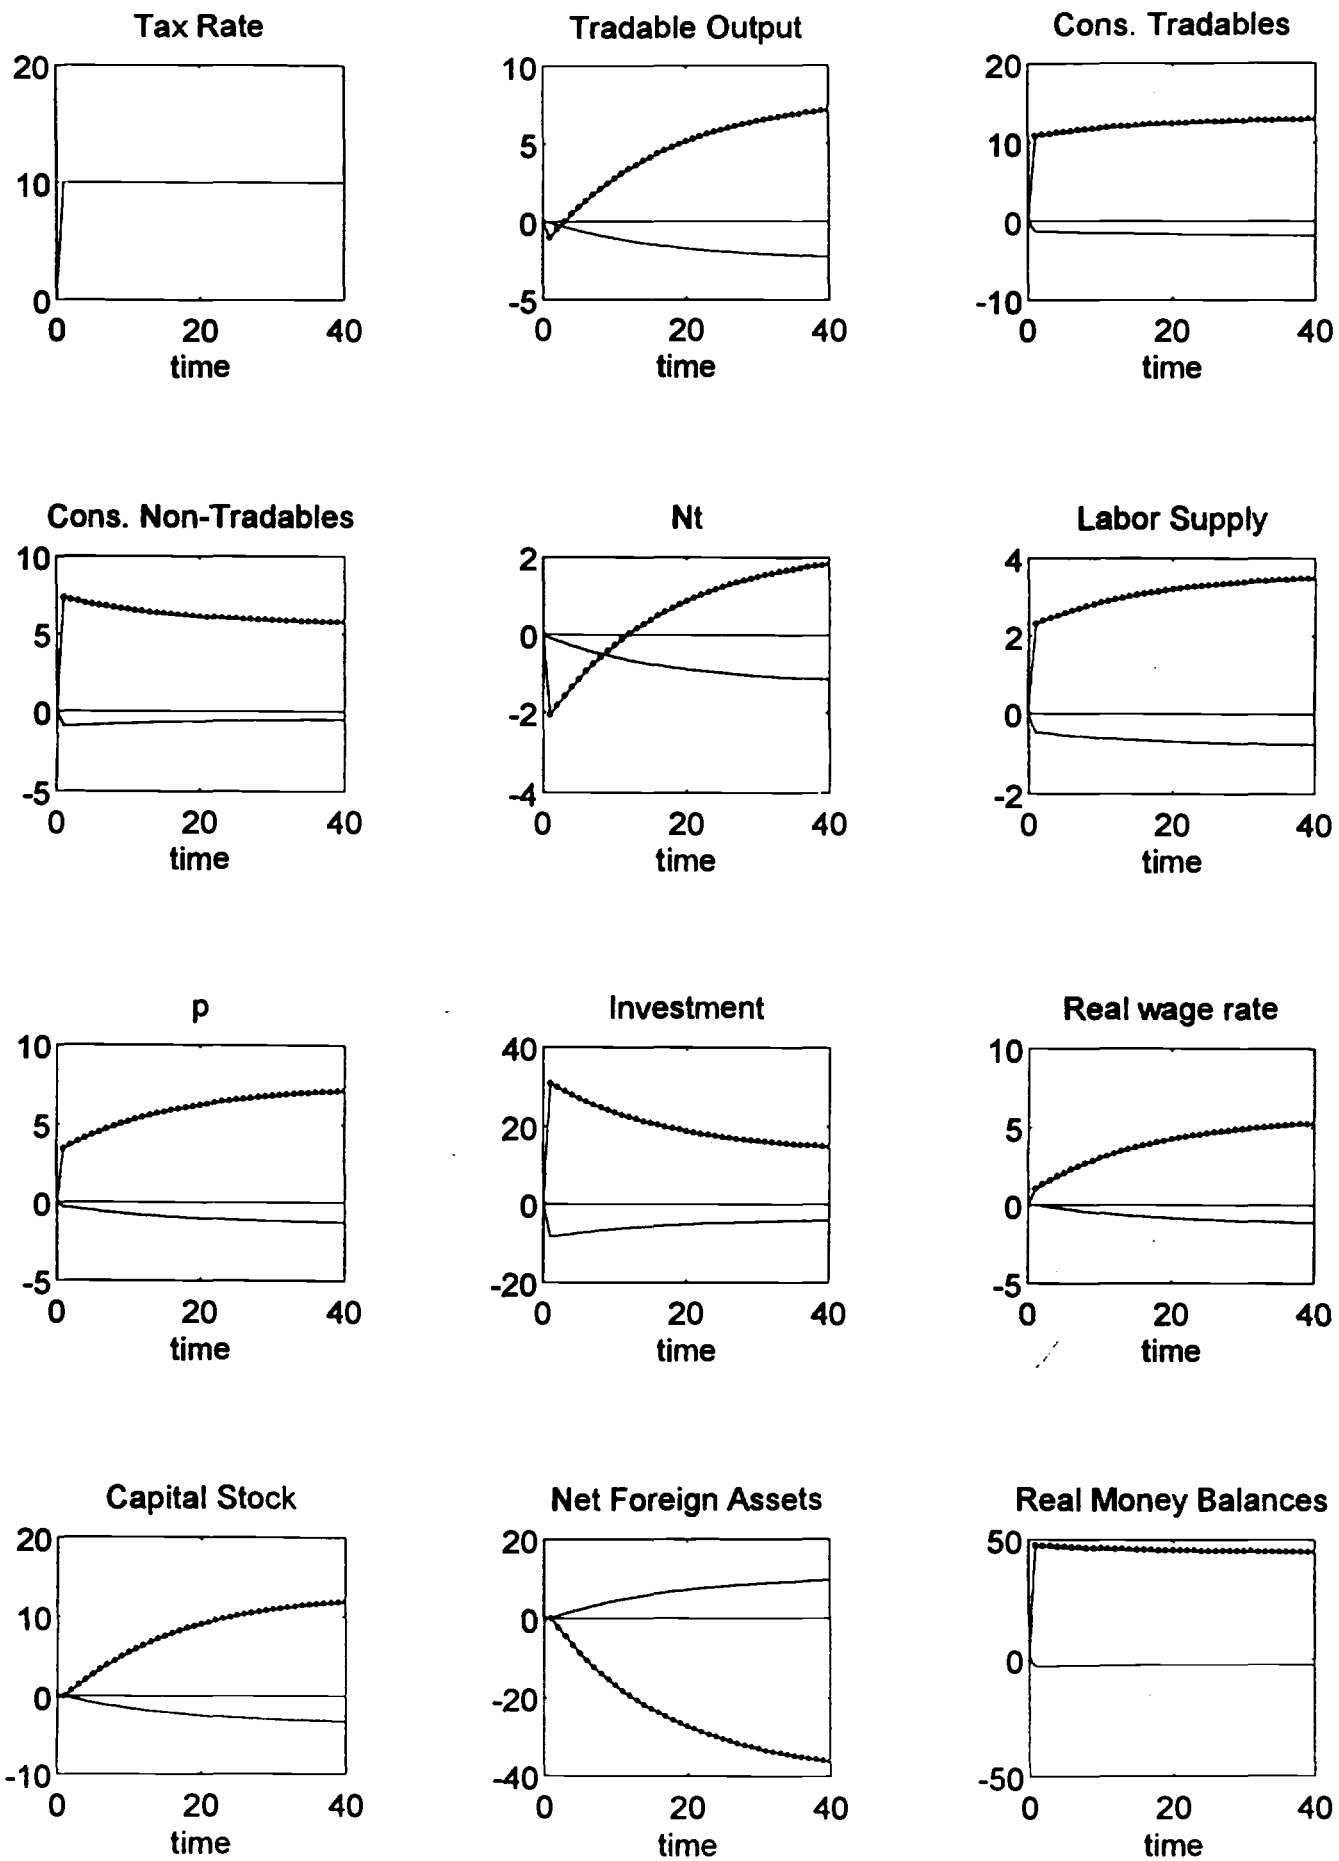 Tax Rate
Tradable Output
Cons. Tradables
20
10
0
0 20 40
time
10
5
0
-5
0 20 40
time
20
10
0
-10
0 20 40
time
Cons. Non-Tradables
Nt
Labor Supply
10
5
0
-5
0 20 40
time
2
0
-2
-4
0 20 40
time
4
2
0
-2
0 20 40
time
p
Investment
Real wage rate
10
5
0
-5
0 20 40
time
40
20
0
-20
0 20 40
time
10
5
0
-5
0 20 40
time
Capital Stock
Net Foreign Assets
Real Money Balances
20
10
0
-10
0 20 40
time
20
0
-20
-40
0 20 40
time
50
0
-50
0 20 40
time